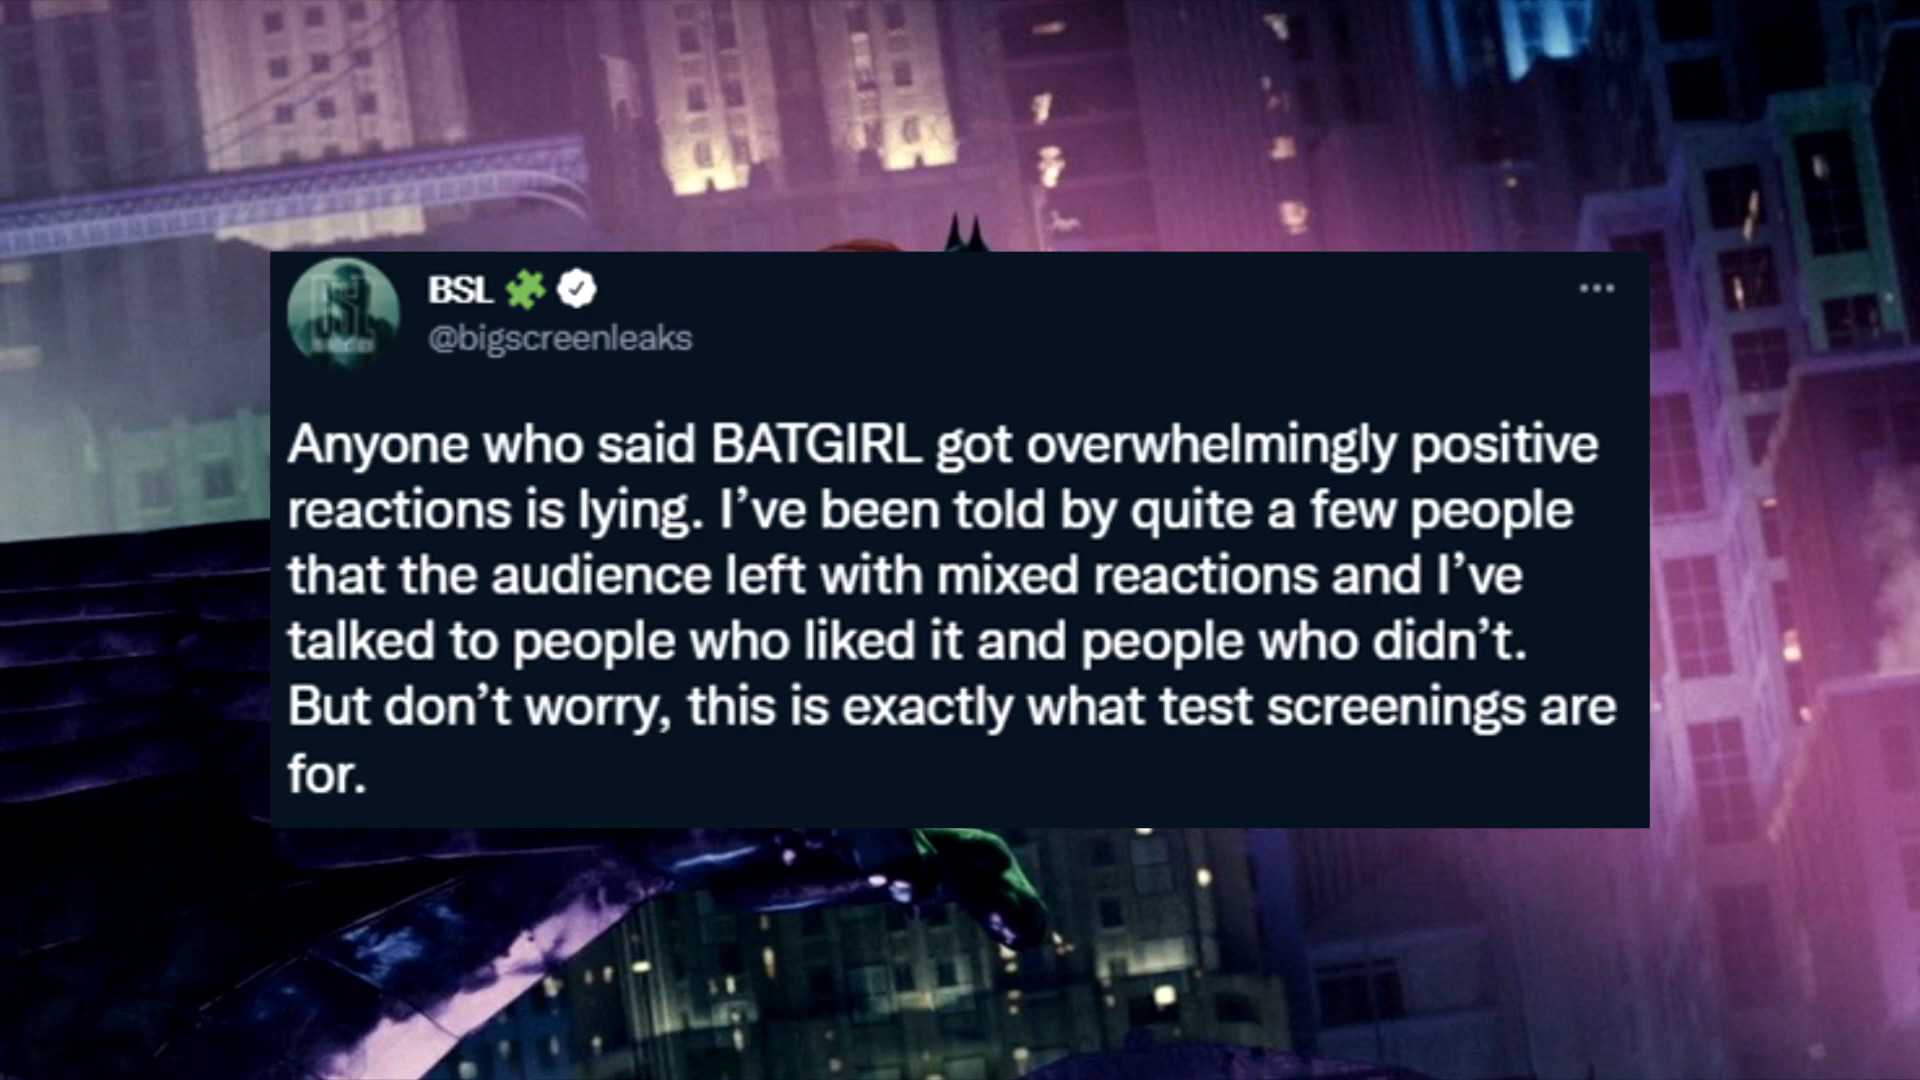 BSL
@bigscreenleaks
Anyone who said BATGIRL got overwhelmingly positive
reactions is lying. I’ve been told by quite a few people
that the audience left with mixed reactions and I’ve
talked to people who liked it and people who didn’t.
But don’t worry, this is exactly what test screenings are
for.